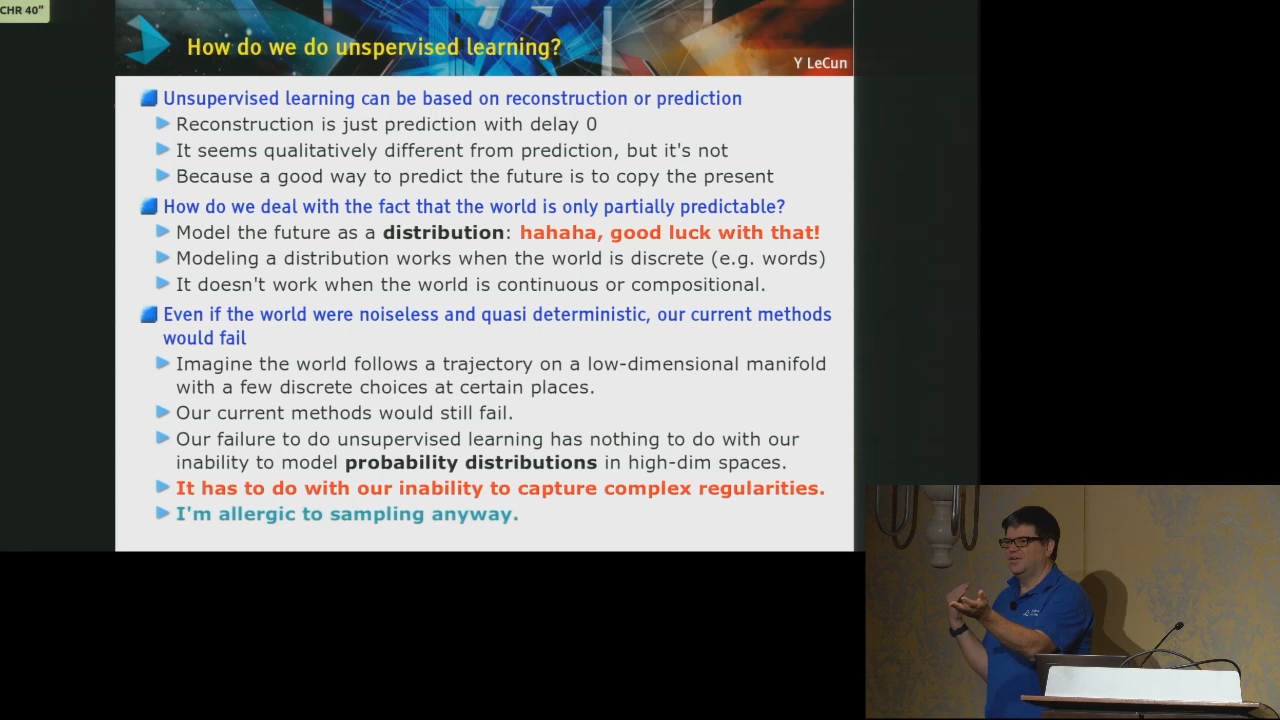 CHR 40"
How do we do unspervised learning?
Y LeCun
Unsupervised learning can be based on reconstruction or prediction
Reconstruction is just prediction with delay 0
It seems qualitatively different from prediction, but it's not
Because a good way to predict the future is to copy the present
How do we deal with the fact that the world is only partially predictable?
Model the future as a distribution: hahaha, good luck with that!
Modeling a distribution works when the world is discrete (e.g. words)
It doesn't work when the world is continuous or compositional.
Even if the world were noiseless and quasi deterministic, our current methods
would fail
Imagine the world follows a trajectory on a low-dimensional manifold
with a few discrete choices at certain places.
Our current methods would still fail.
Our failure to do unsupervised learning has nothing to do with our
inability to model probability distributions in high-dim spaces.
It has to do with our inability to capture complex regularities.
I'm allergic to sampling anyway.